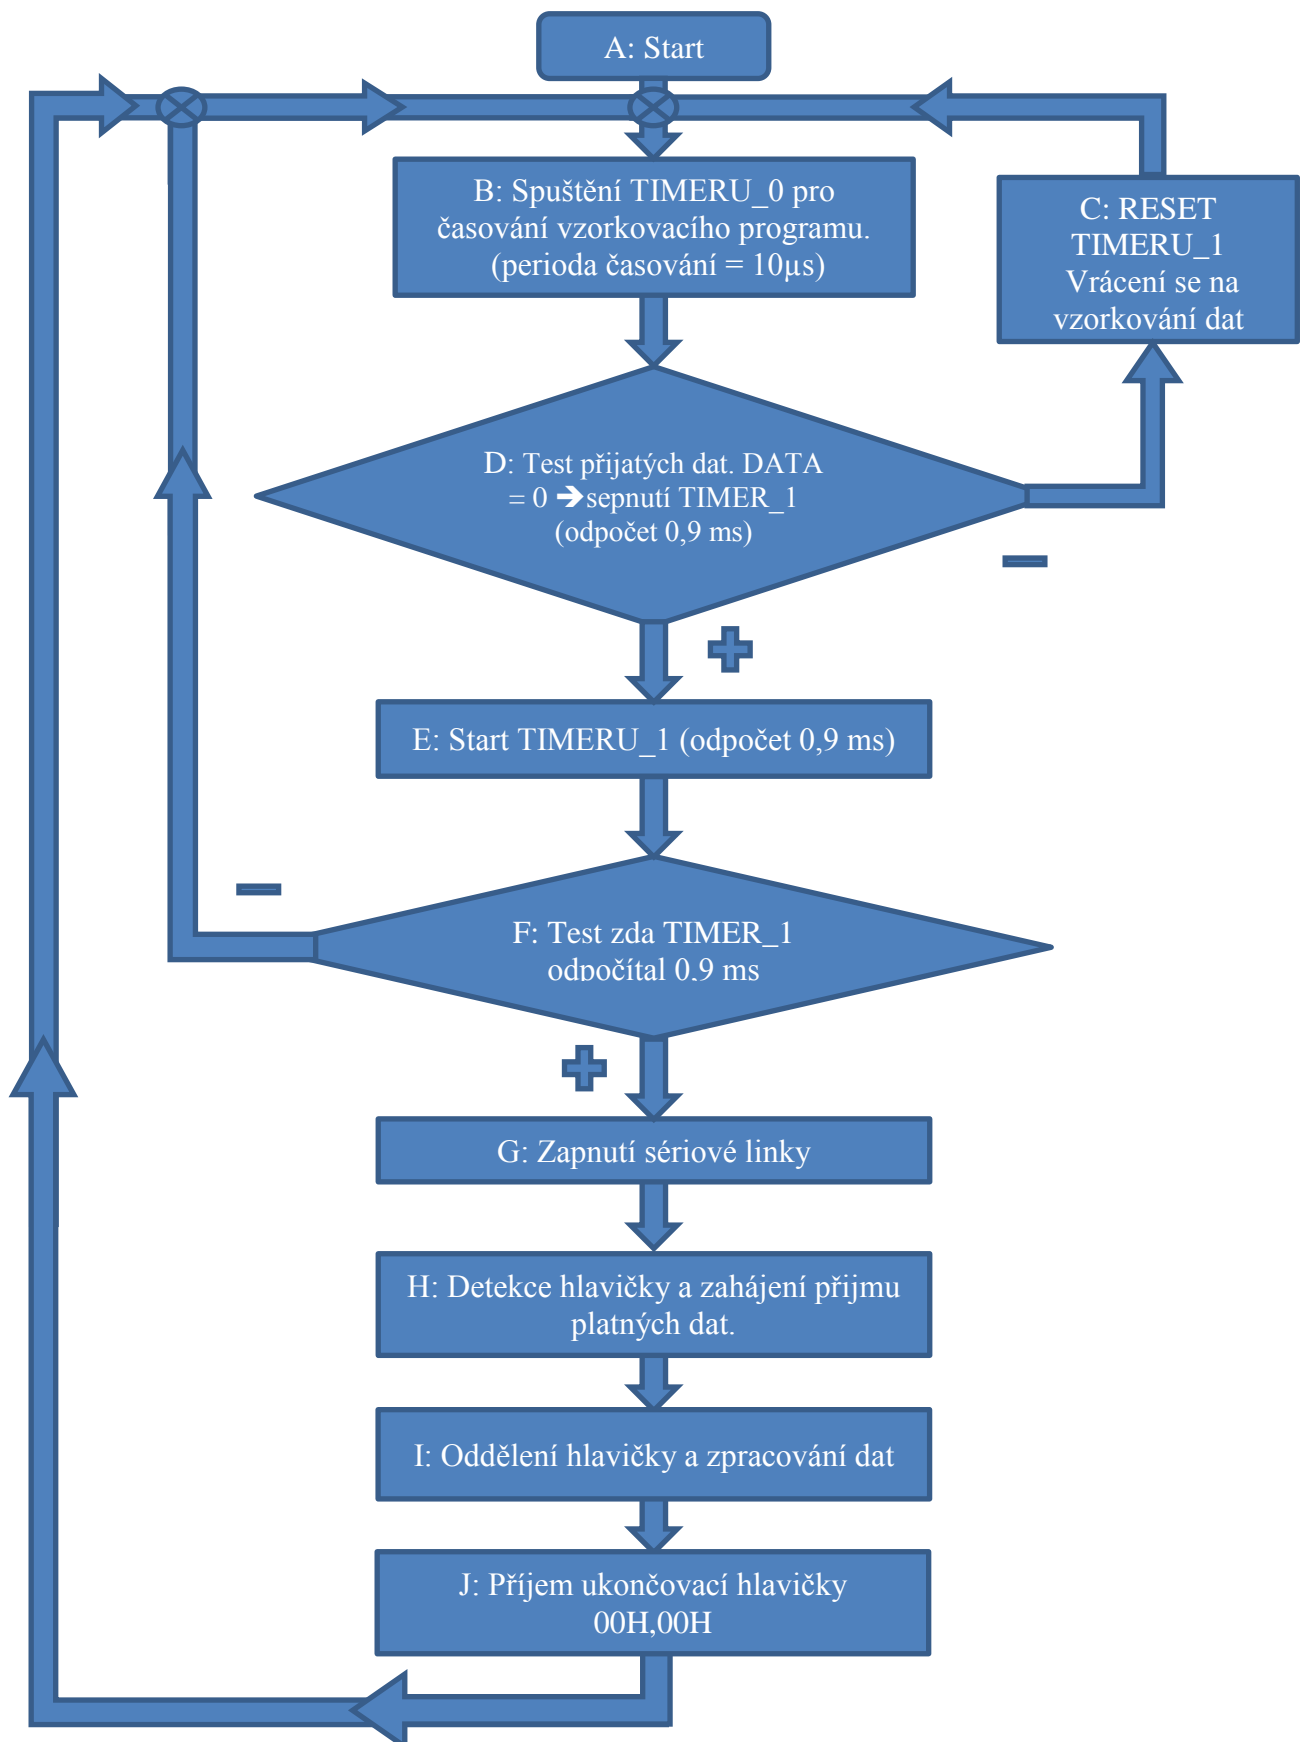 A: Start
B: Spuštění TIMERU_0 pro
časování vzorkovacího programu.
(perioda časování = 10µs)
C: RESET
TIMERU_1
Vrácení se na
vzorkování dat
D: Test přijatých dat. DATA
= 0 ➔sepnutí TIMER_1
(odpočet 0,9 ms)
E: Start TIMERU_1 (odpočet 0,9 ms)
F: Test zda TIMER_1
odpočítal 0,9 ms
G: Zapnutí sériové linky
H: Detekce hlavičky a zahájení přijmu
platných dat.
I: Oddělení hlavičky a zpracování dat
J: Příjem ukončovací hlavičky
00H,00H